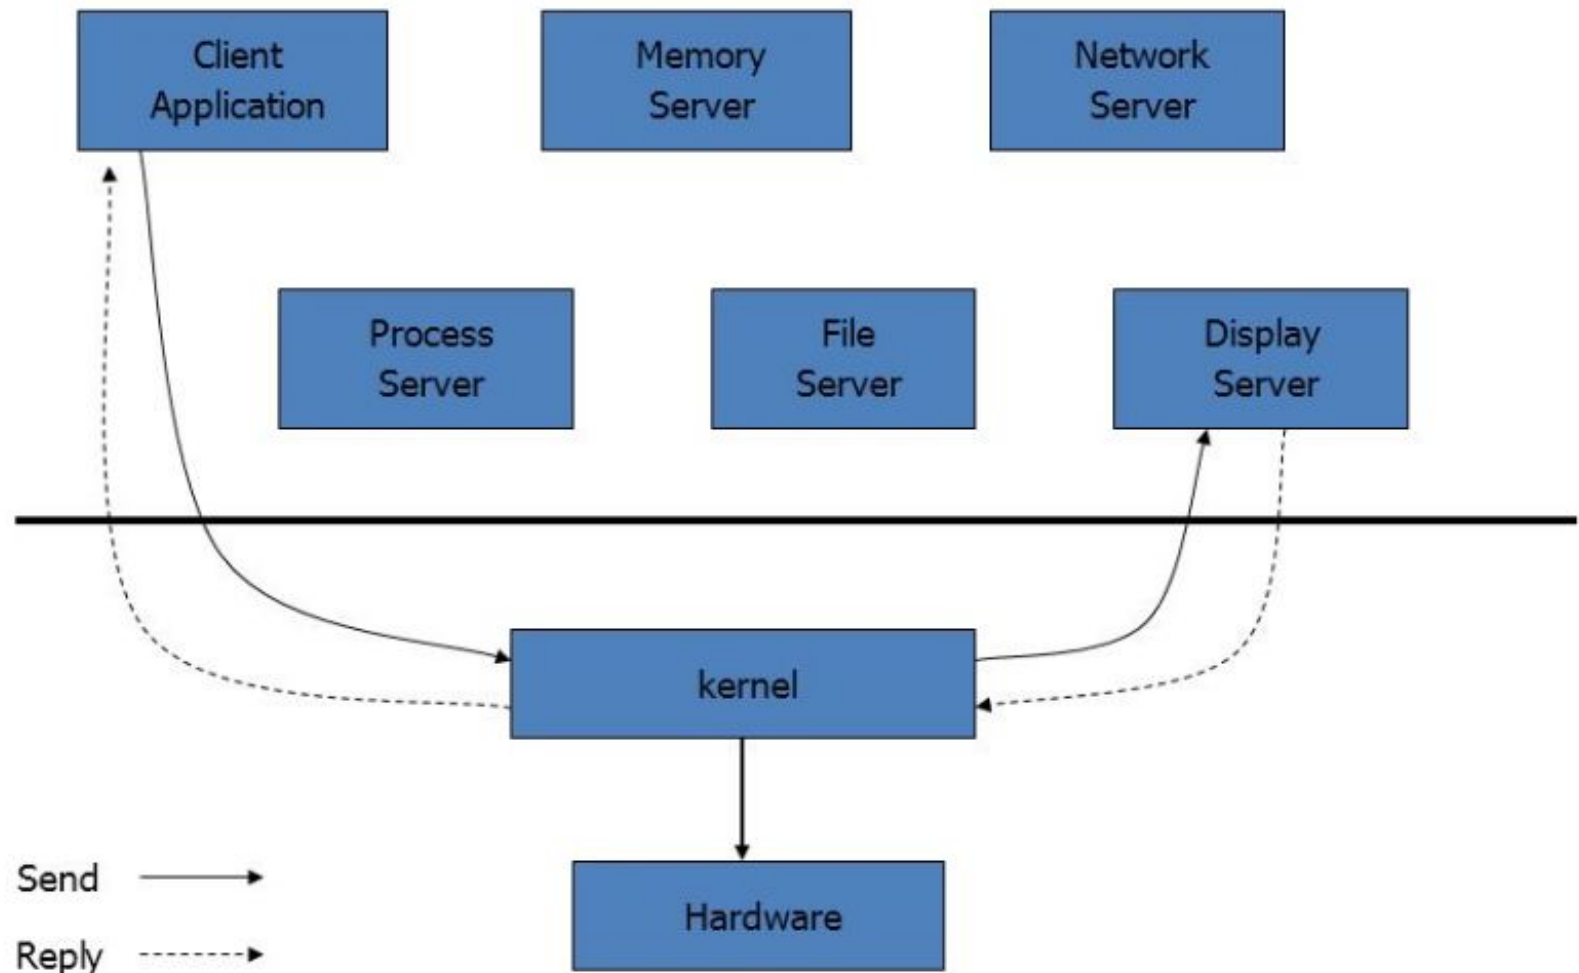 Client
Application
Memory
Server
Network
Server
Process
Server
File
Server
Display
Server
kernel
Hardware
Send
Reply